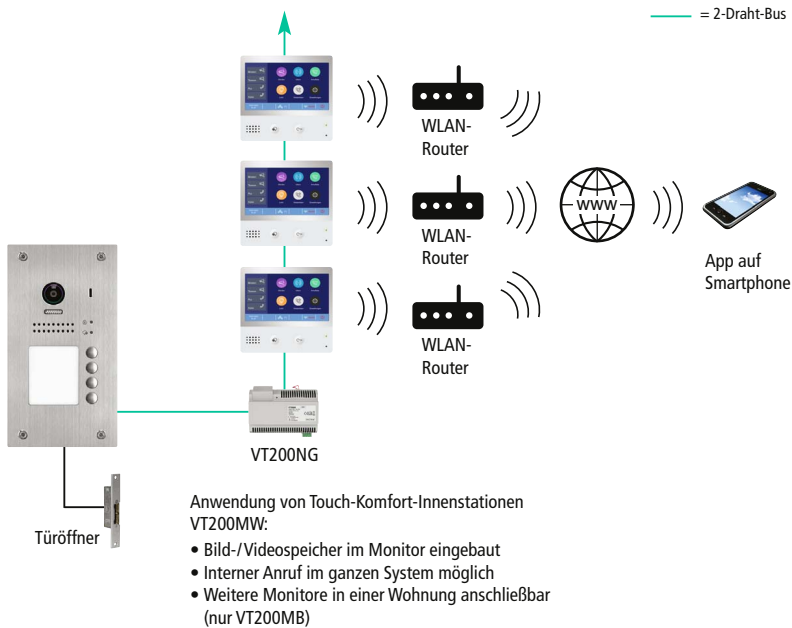 = 2-Draht-Bus
WLAN-
Router
WLAN-
Router
WWW
App auf
Smartphone
WLAN-
Router
VT200NG
Türöffner
Anwendung von Touch-Komfort-Innenstationen
VT200MW:
• Bild-/Videospeicher im Monitor eingebaut
• Interner Anruf im ganzen System möglich
• Weitere Monitore in einer Wohnung anschließbar
(nur VT200MB)